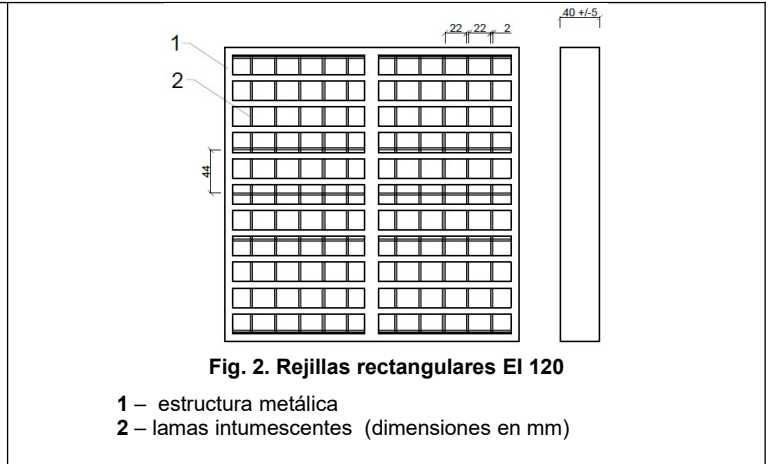 40 +/-5
22 22 2
1
2
44
Fig. 2. Rejillas rectangulares EI 120
1 – estructura metálica
2 – lamas intumescentes (dimensiones en mm)